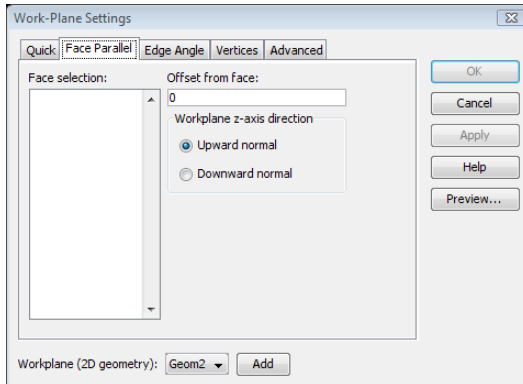 Work-Plane Settings
Quick Face Parallel Edge Angle Vertices Advanced
Face selection:
Offset from face:
0
Workplane z-axis direction
Upward normal
Downward normal
OK
Cancel
Apply
Help
Preview...
Workplane (2D geometry): Geom2 Add